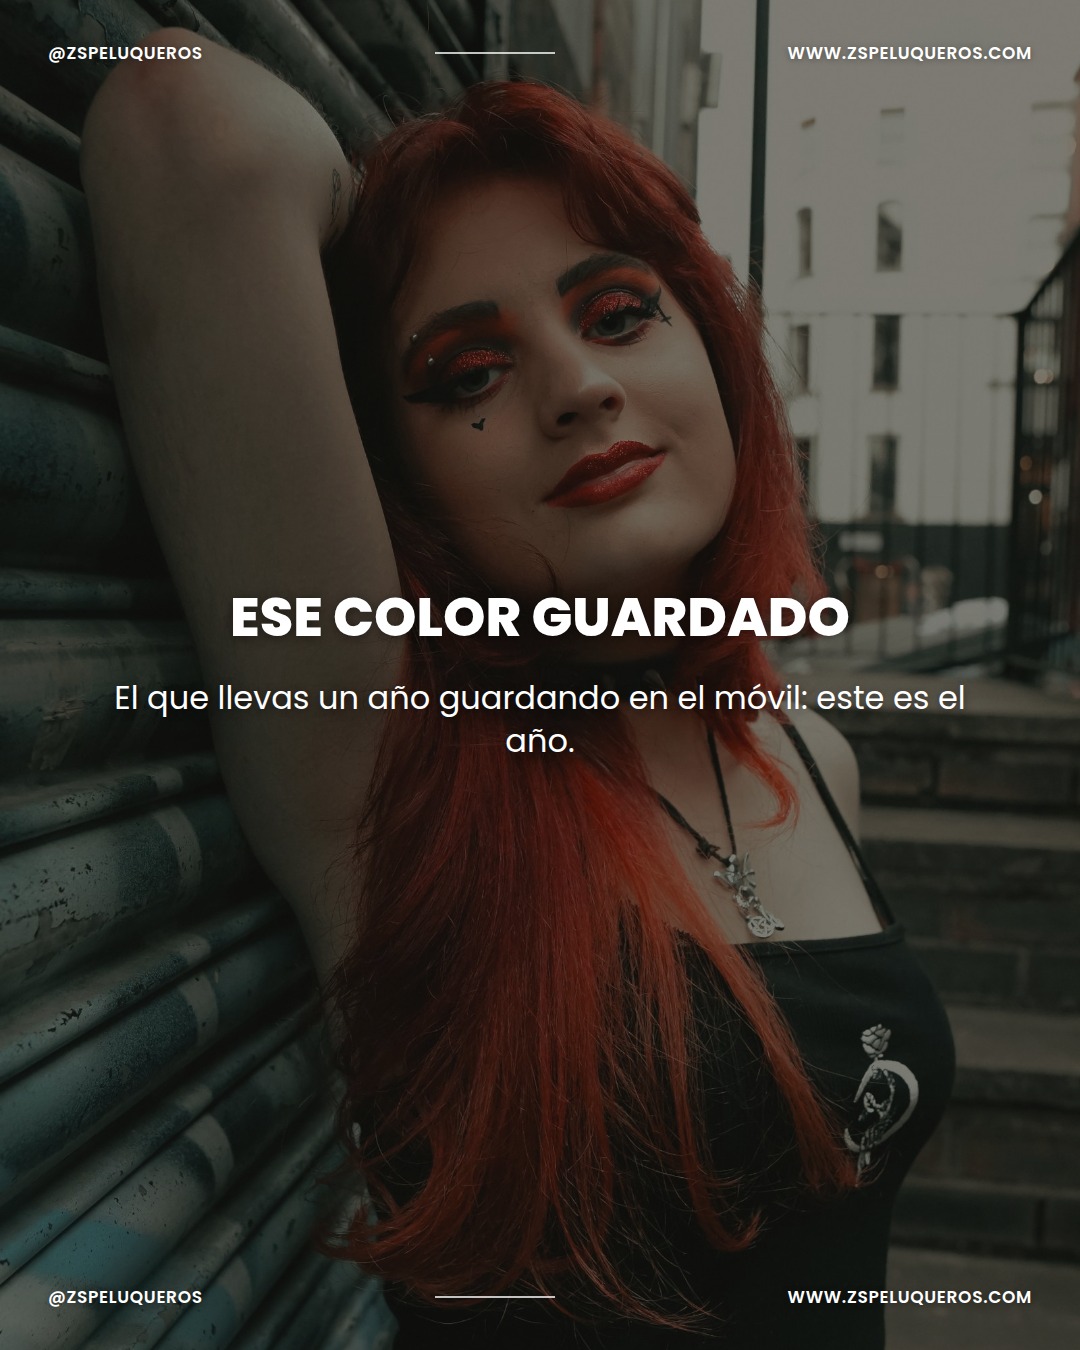 @ZSPELUQUEROS
WWW.ZSPELUQUEROS.COM
ESE COLOR GUARDADO
El que llevas un año guardando en el móvil: este es el
año.
@ZSPELUQUEROS
WWW.ZSPELUQUEROS.COM